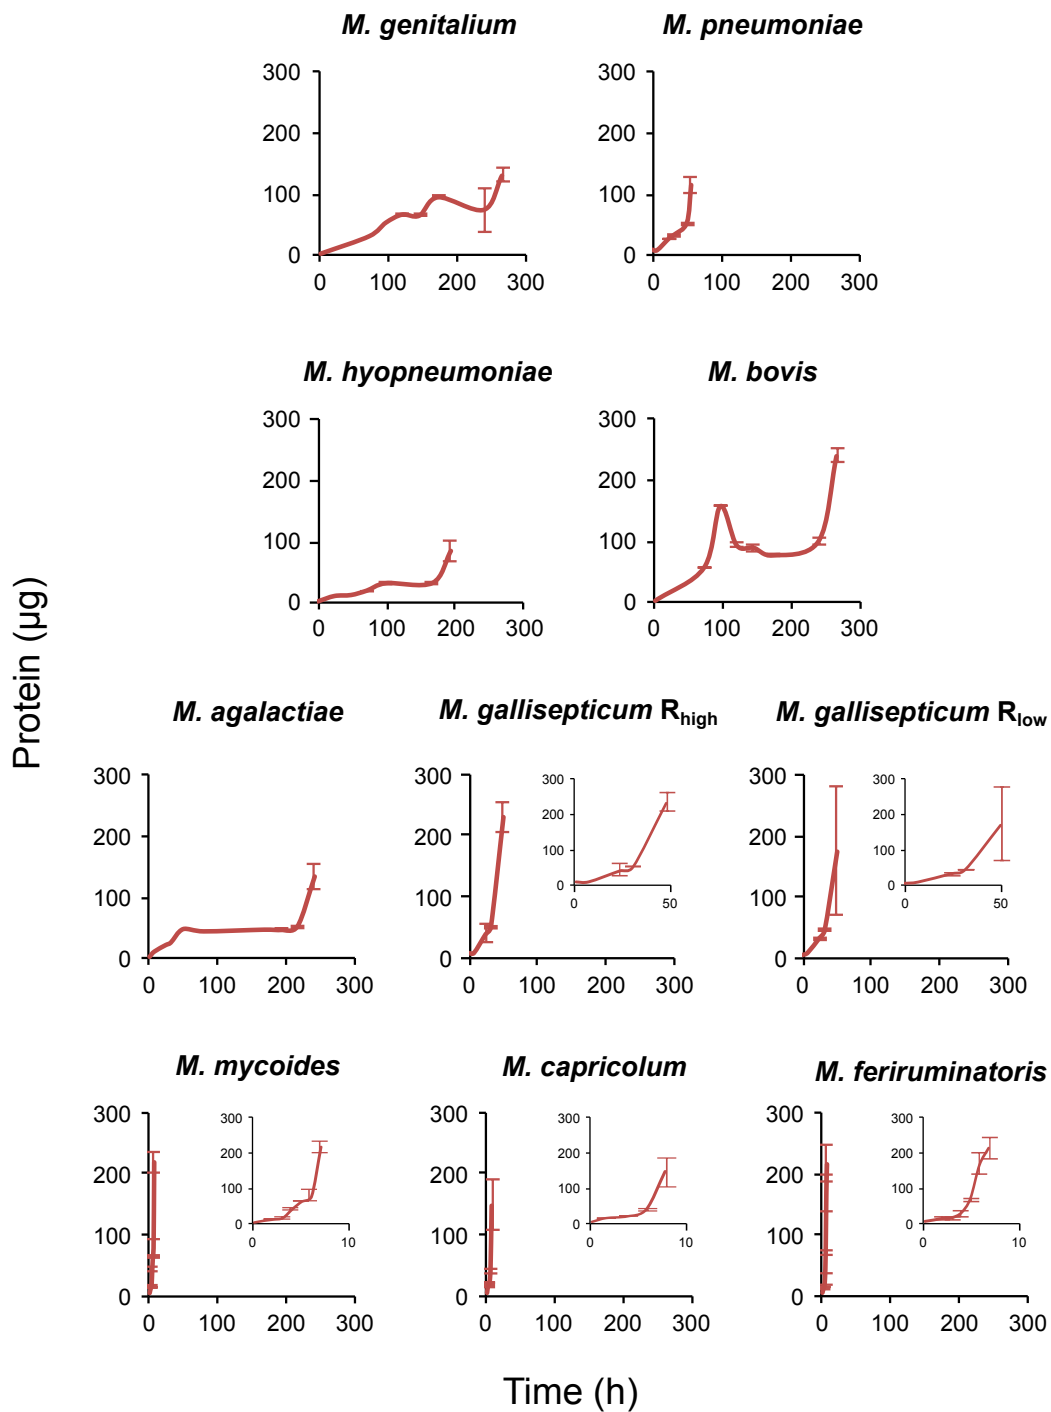 M. genitalium
M. pneumoniae
300
200
100
0
0 100 200 300
300
200
100
0
0 100 200 300
M. hyopneumoniae
M. bovis
300
200
100
0
0 100 200 300
300
200
100
0
0 100 200 300
Protein (µg)
M. agalactiae
M. gallisepticum Rhigh
M. gallisepticum Rlow
300
200
100
0
0 100 200 300
300
200
100
0
0 100 200 300
300
200
100
0
0 50
300
200
100
0
0 100 200 300
300
200
100
0
0 50
M. mycoides
M. capricolum
M. feriruminatoris
300
200
100
0
0 100 200 300
300
200
100
0
0 10
300
200
100
0
0 100 200 300
300
200
100
0
0 10
300
200
100
0
0 100 200 300
300
200
100
0
0 10
Time (h)